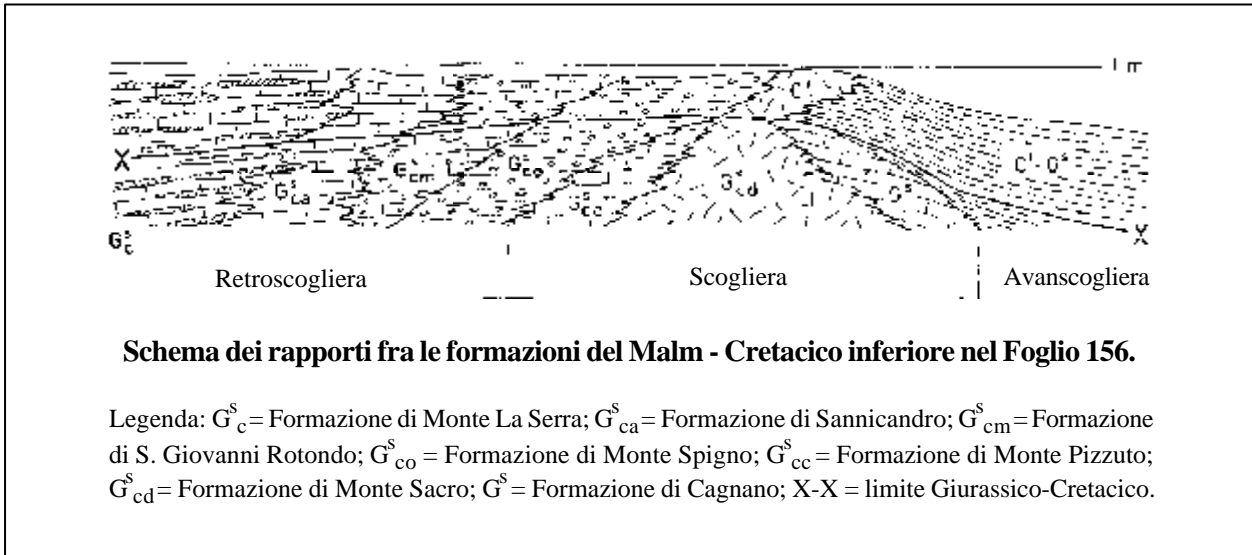 l m
C^i
X
G^s_ca
G^s_cm
G^s_co
G^s_cc
G^s_cd
G^s
C^i-G^s
G^s_c
X
Retroscogliera Scogliera Avanscogliera
Schema dei rapporti fra le formazioni del Malm - Cretacico inferiore nel Foglio 156.
Legenda: G^s_c = Formazione di Monte La Serra; G^s_ca = Formazione di Sannicandro; G^s_cm = Formazione
di S. Giovanni Rotondo; G^s_co = Formazione di Monte Spigno; G^s_cc = Formazione di Monte Pizzuto;
G^s_cd = Formazione di Monte Sacro; G^s = Formazione di Cagnano; X-X = limite Giurassico-Cretacico.